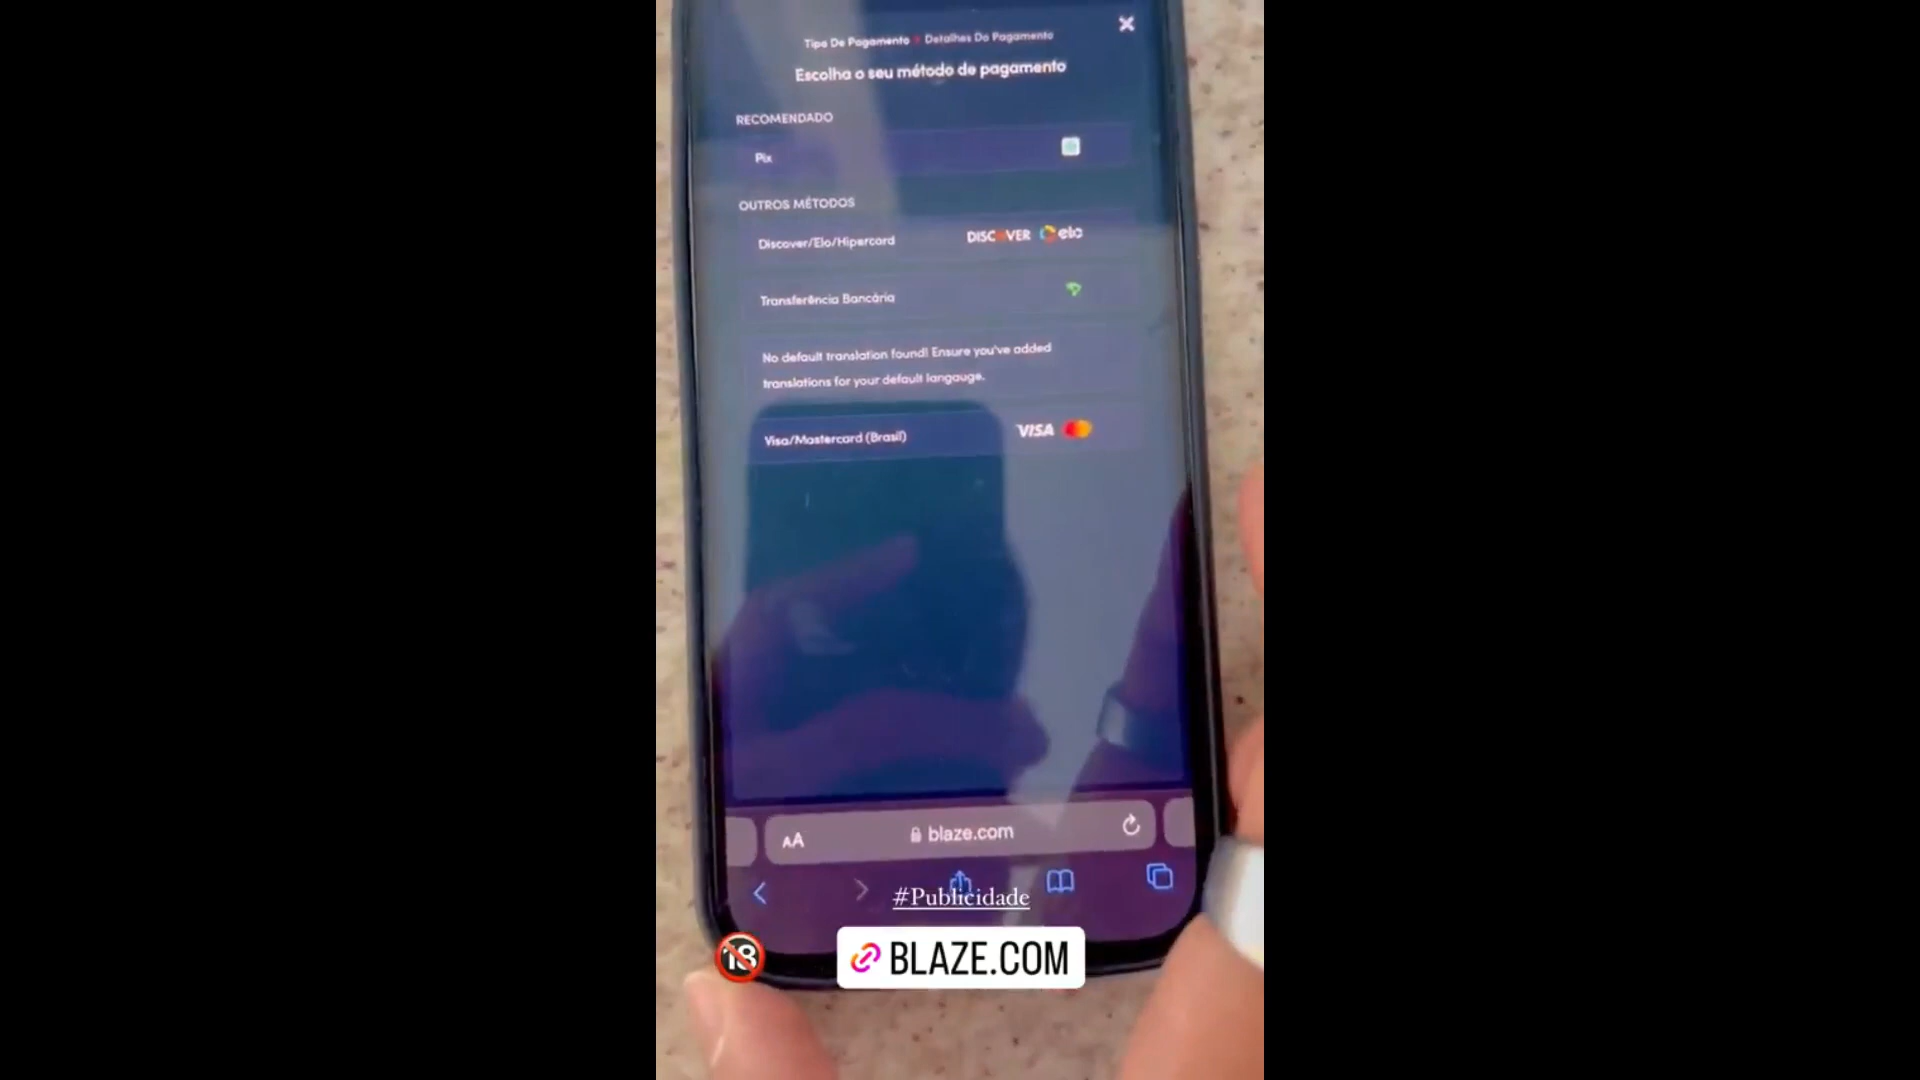 Tipo De Pagamento Detalhes Do Pagamento
Escolha o seu método de pagamento
RECOMENDADO
Pix
OUTROS MÉTODOS
Discover/Elo/Hipercard DISCOVER elo
Transferência Bancária
No default translation found! Ensure you've added
translations for your default langauge.
Visa/Mastercard (Brasil) VISA
AA blaze.com
#Publicidade
18
BLAZE.COM